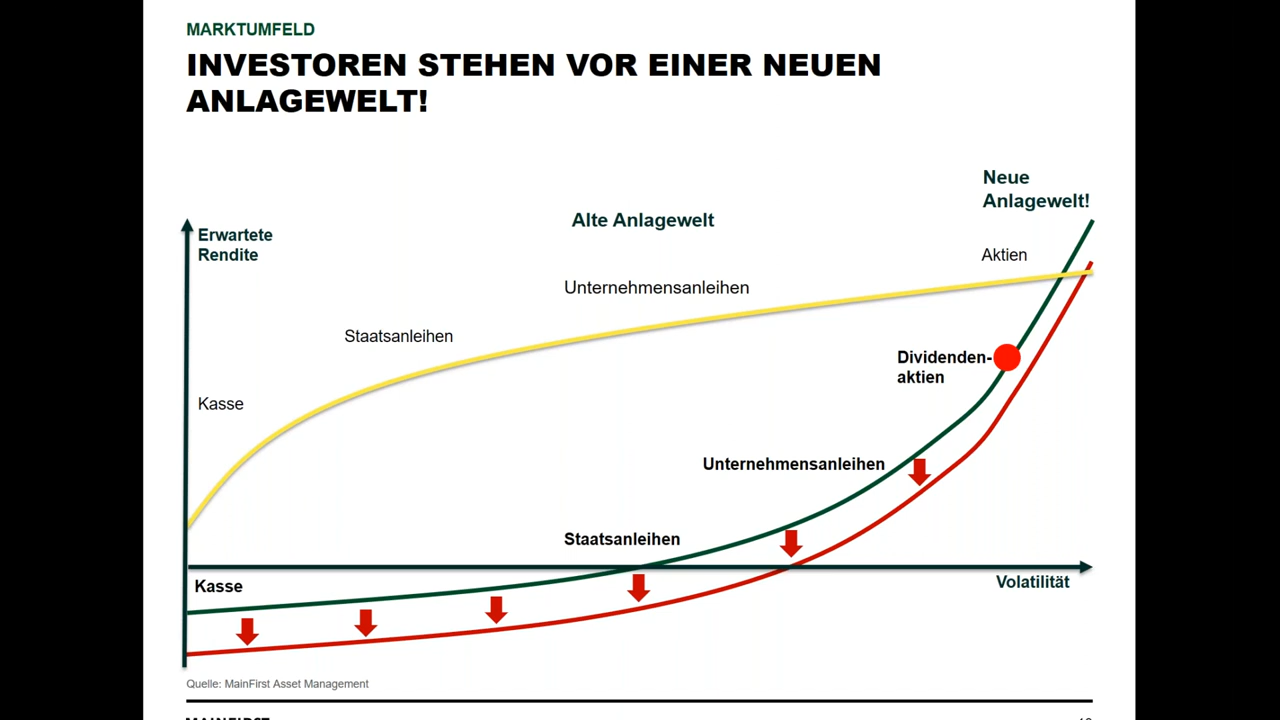 MARKTUMFELD
INVESTOREN STEHEN VOR EINER NEUEN
ANLAGEWELT!
Neue
Anlagewelt!
Alte Anlagewelt
Erwartete
Rendite
Aktien
Unternehmensanleihen
Staatsanleihen
Dividenden-
aktien
Kasse
Unternehmensanleihen
Staatsanleihen
Kasse
Volatilität
Quelle: MainFirst Asset Management
MAINFIRST